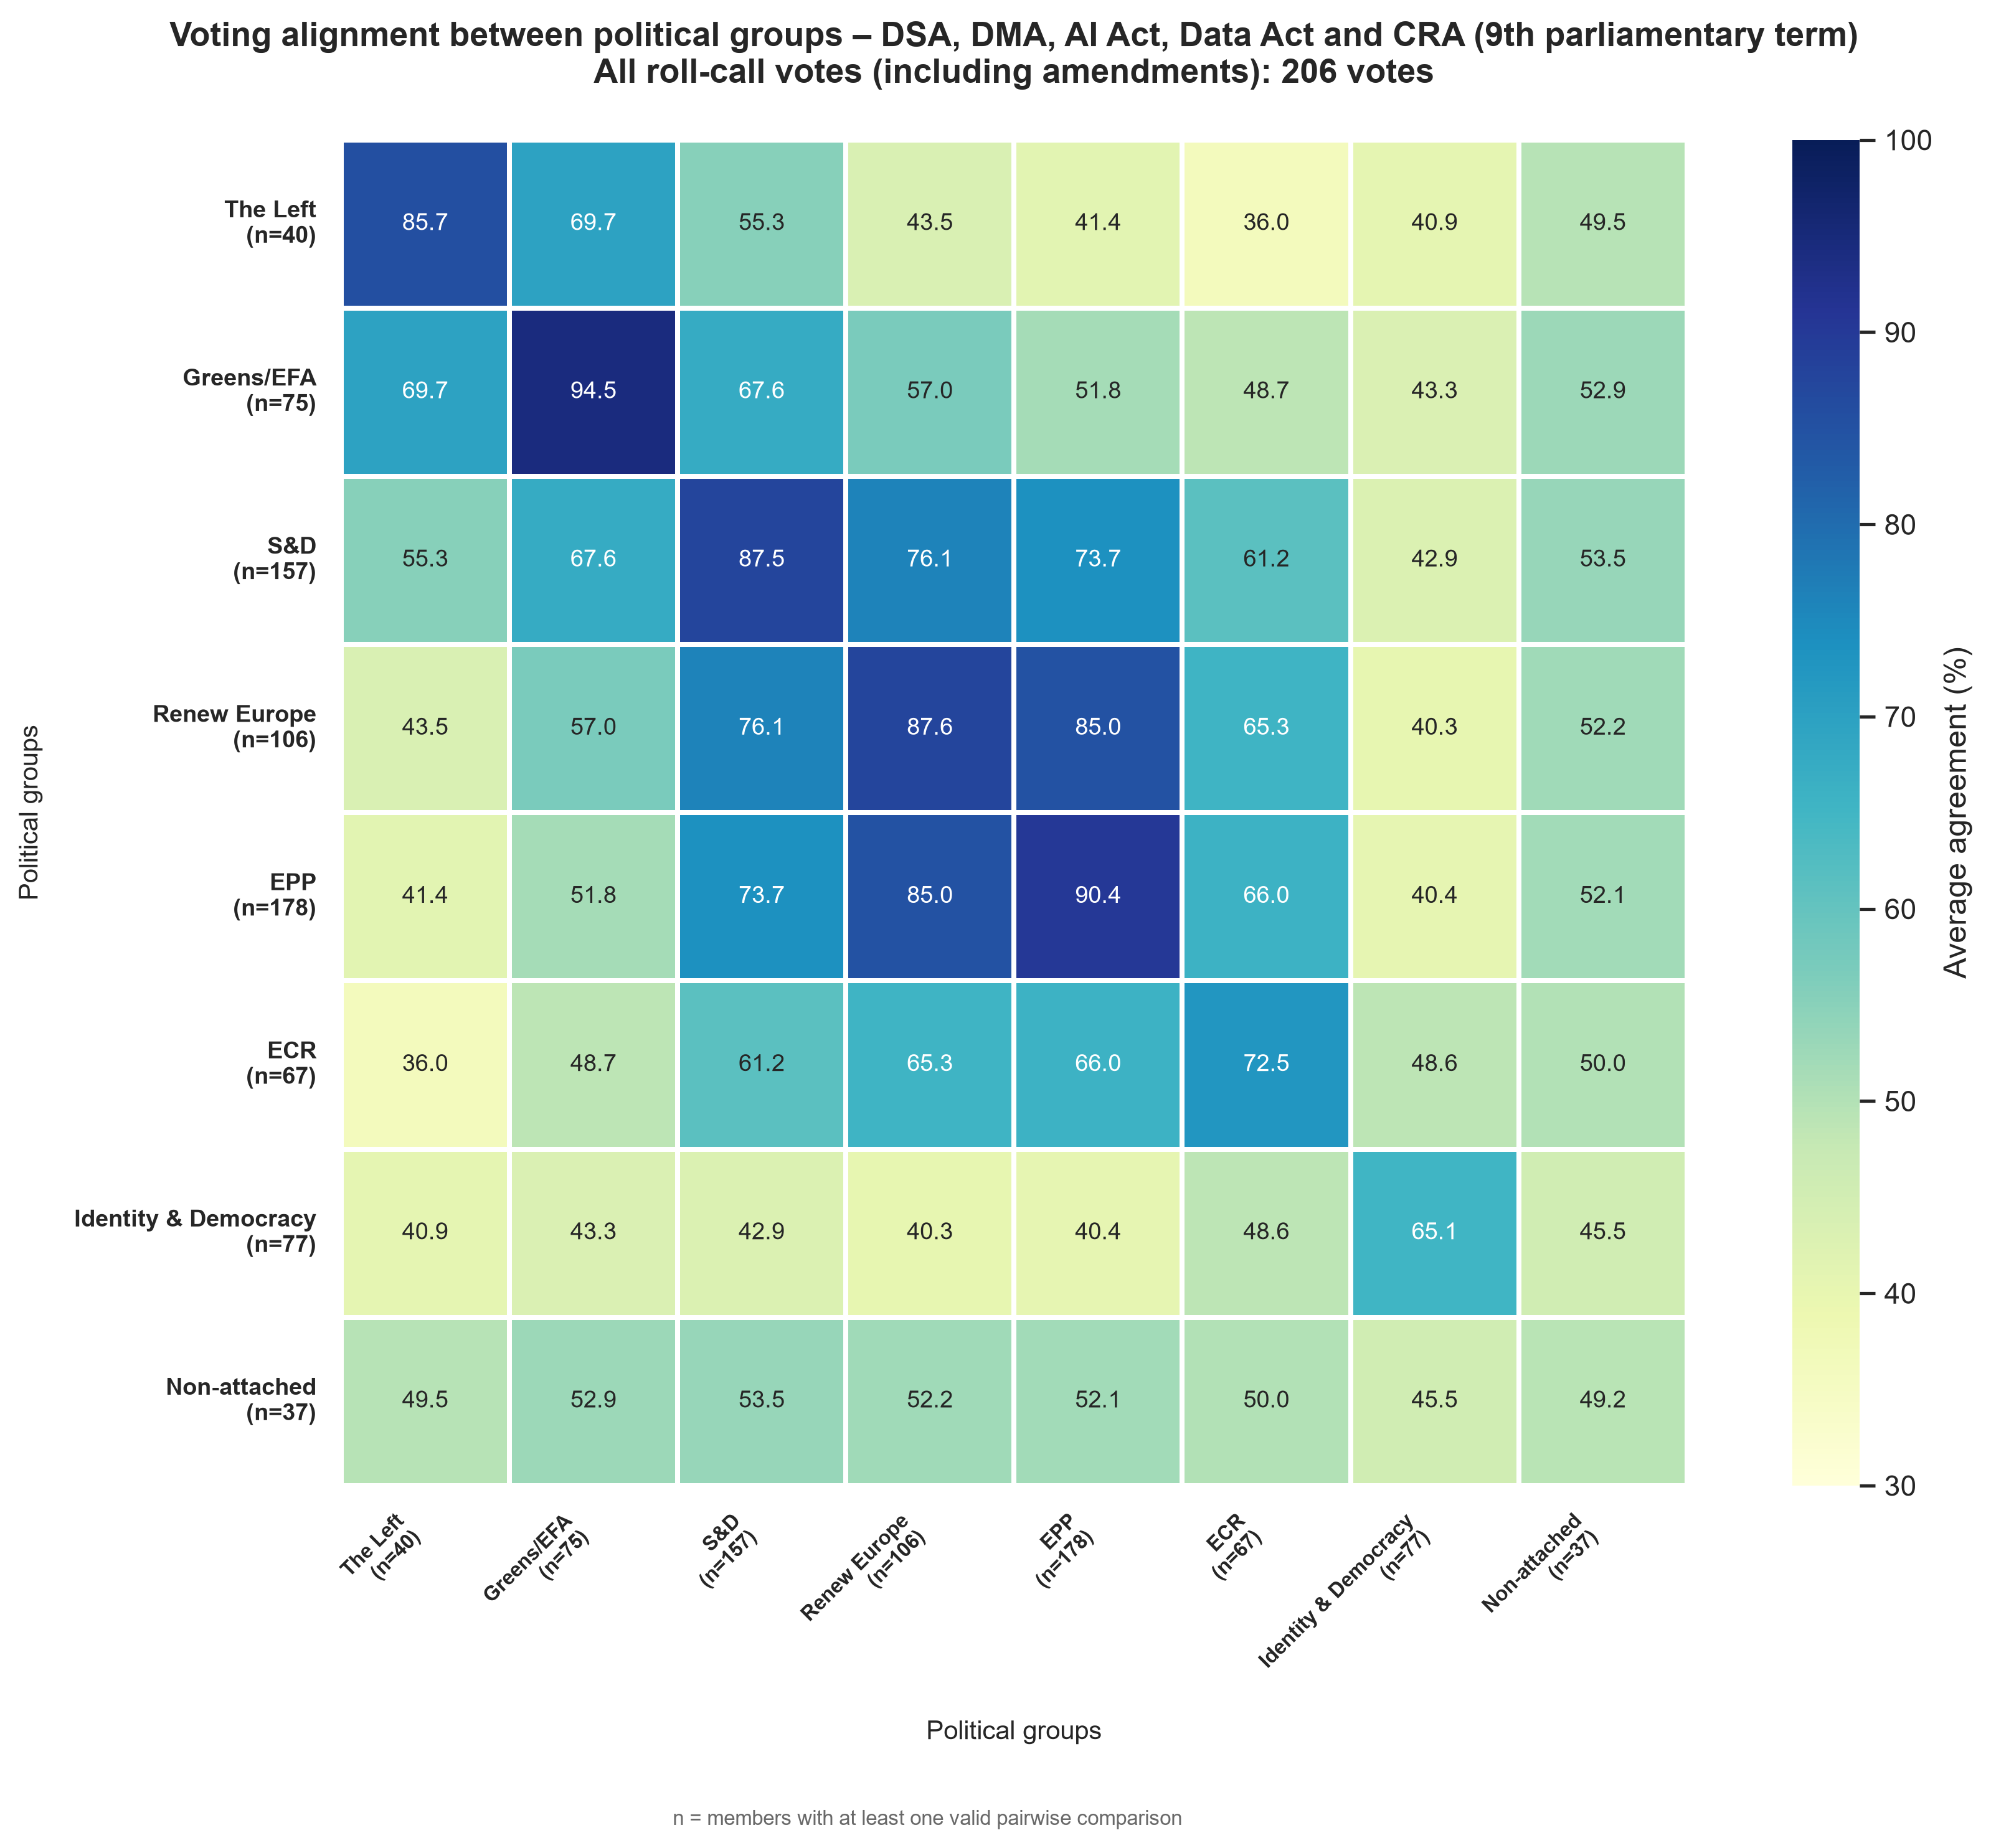 Voting alignment between political groups – DSA, DMA, AI Act, Data Act and CRA (9th parliamentary term)
All roll-call votes (including amendments): 206 votes
Political groups
The Left
(n=40)
85.7 69.7 55.3 43.5 41.4 36.0 40.9 49.5
Greens/EFA
(n=75)
69.7 94.5 67.6 57.0 51.8 48.7 43.3 52.9
S&D
(n=157)
55.3 67.6 87.5 76.1 73.7 61.2 42.9 53.5
Renew Europe
(n=106)
43.5 57.0 76.1 87.6 85.0 65.3 40.3 52.2
EPP
(n=178)
41.4 51.8 73.7 85.0 90.4 66.0 40.4 52.1
ECR
(n=67)
36.0 48.7 61.2 65.3 66.0 72.5 48.6 50.0
Identity & Democracy
(n=77)
40.9 43.3 42.9 40.3 40.4 48.6 65.1 45.5
Non-attached
(n=37)
49.5 52.9 53.5 52.2 52.1 50.0 45.5 49.2
The Left
(n=40)
Greens/EFA
(n=75)
S&D
(n=157)
Renew Europe
(n=106)
EPP
(n=178)
ECR
(n=67)
Identity & Democracy
(n=77)
Non-attached
(n=37)
Political groups
100
90
80
70
60
50
40
30
Average agreement (%)
n = members with at least one valid pairwise comparison